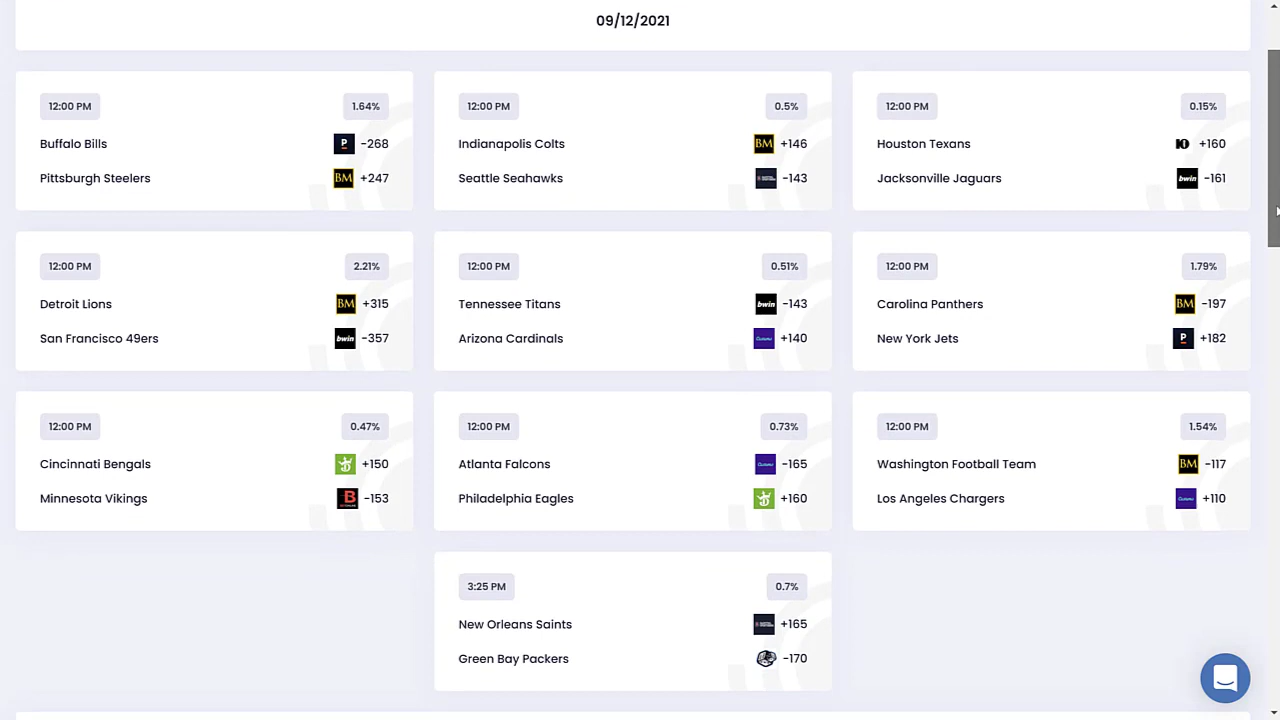 09/12/2021
12:00 PM 1.64%
Buffalo Bills P -268
Pittsburgh Steelers BM +247
12:00 PM 0.5%
Indianapolis Colts BM +146
Seattle Seahawks -143
12:00 PM 0.15%
Houston Texans 10 +160
Jacksonville Jaguars bwin -161
12:00 PM 2.21%
Detroit Lions BM +315
San Francisco 49ers bwin -357
12:00 PM 0.51%
Tennessee Titans bwin -143
Arizona Cardinals +140
12:00 PM 1.79%
Carolina Panthers BM -197
New York Jets P +182
12:00 PM 0.47%
Cincinnati Bengals +150
Minnesota Vikings B -153
12:00 PM 0.73%
Atlanta Falcons -165
Philadelphia Eagles +160
12:00 PM 1.54%
Washington Football Team BM -117
Los Angeles Chargers +110
3:25 PM 0.7%
New Orleans Saints +165
Green Bay Packers -170